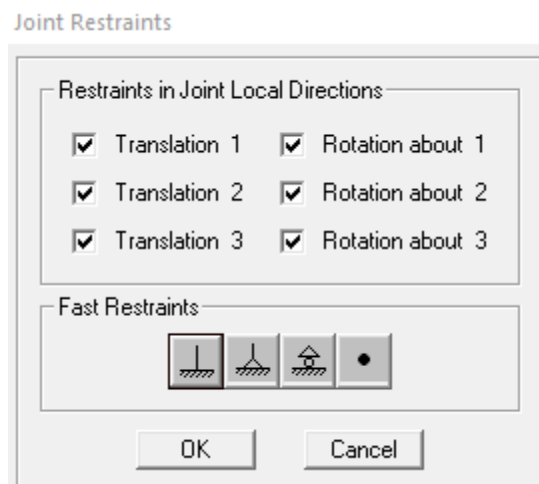 Joint Restraints
Restraints in Joint Local Directions
Translation 1 Rotation about 1
Translation 2 Rotation about 2
Translation 3 Rotation about 3
Fast Restraints
OK Cancel